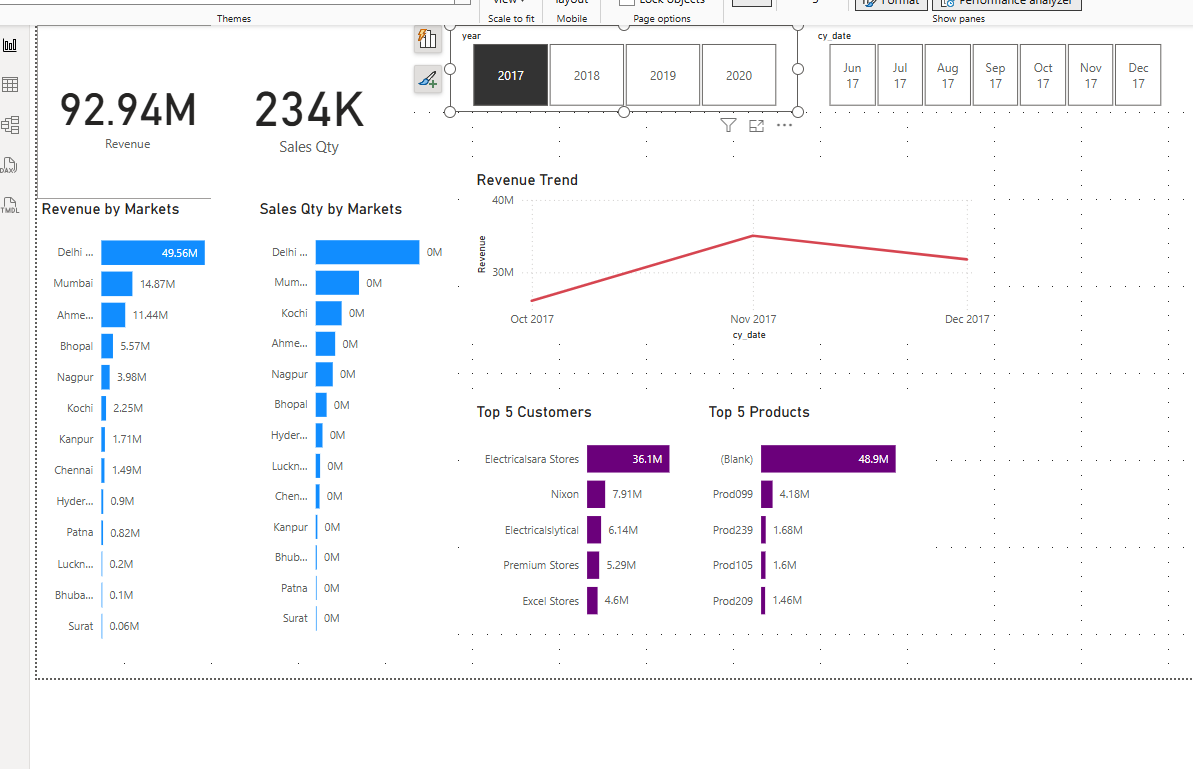 Themes
Scale to fit
Mobile
Lock objects
Page options
Format
Performance analyzer
Show panes
DAX
TMDL
92.94M
Revenue
234K
Sales Qty
year
2017
2018
2019
2020
cy_date
Jun
17
Jul
17
Aug
17
Sep
17
Oct
17
Nov
17
Dec
17
Revenue by Markets
Delhi ...
49.56M
Mumbai
14.87M
Ahme...
11.44M
Bhopal
5.57M
Nagpur
3.98M
Kochi
2.25M
Kanpur
1.71M
Chennai
1.49M
Hyder...
0.9M
Patna
0.82M
Luckn...
0.2M
Bhuba...
0.1M
Surat
0.06M
Sales Qty by Markets
Delhi ...
0M
Mum...
0M
Kochi
0M
Ahme...
0M
Nagpur
0M
Bhopal
0M
Hyder...
0M
Luckn...
0M
Chen...
0M
Kanpur
0M
Bhub...
0M
Patna
0M
Surat
0M
Revenue Trend
40M
30M
Revenue
Oct 2017
Nov 2017
Dec 2017
cy_date
Top 5 Customers
Electricalsara Stores
36.1M
Nixon
7.91M
Electricalslytical
6.14M
Premium Stores
5.29M
Excel Stores
4.6M
Top 5 Products
(Blank)
48.9M
Prod099
4.18M
Prod239
1.68M
Prod105
1.6M
Prod209
1.46M